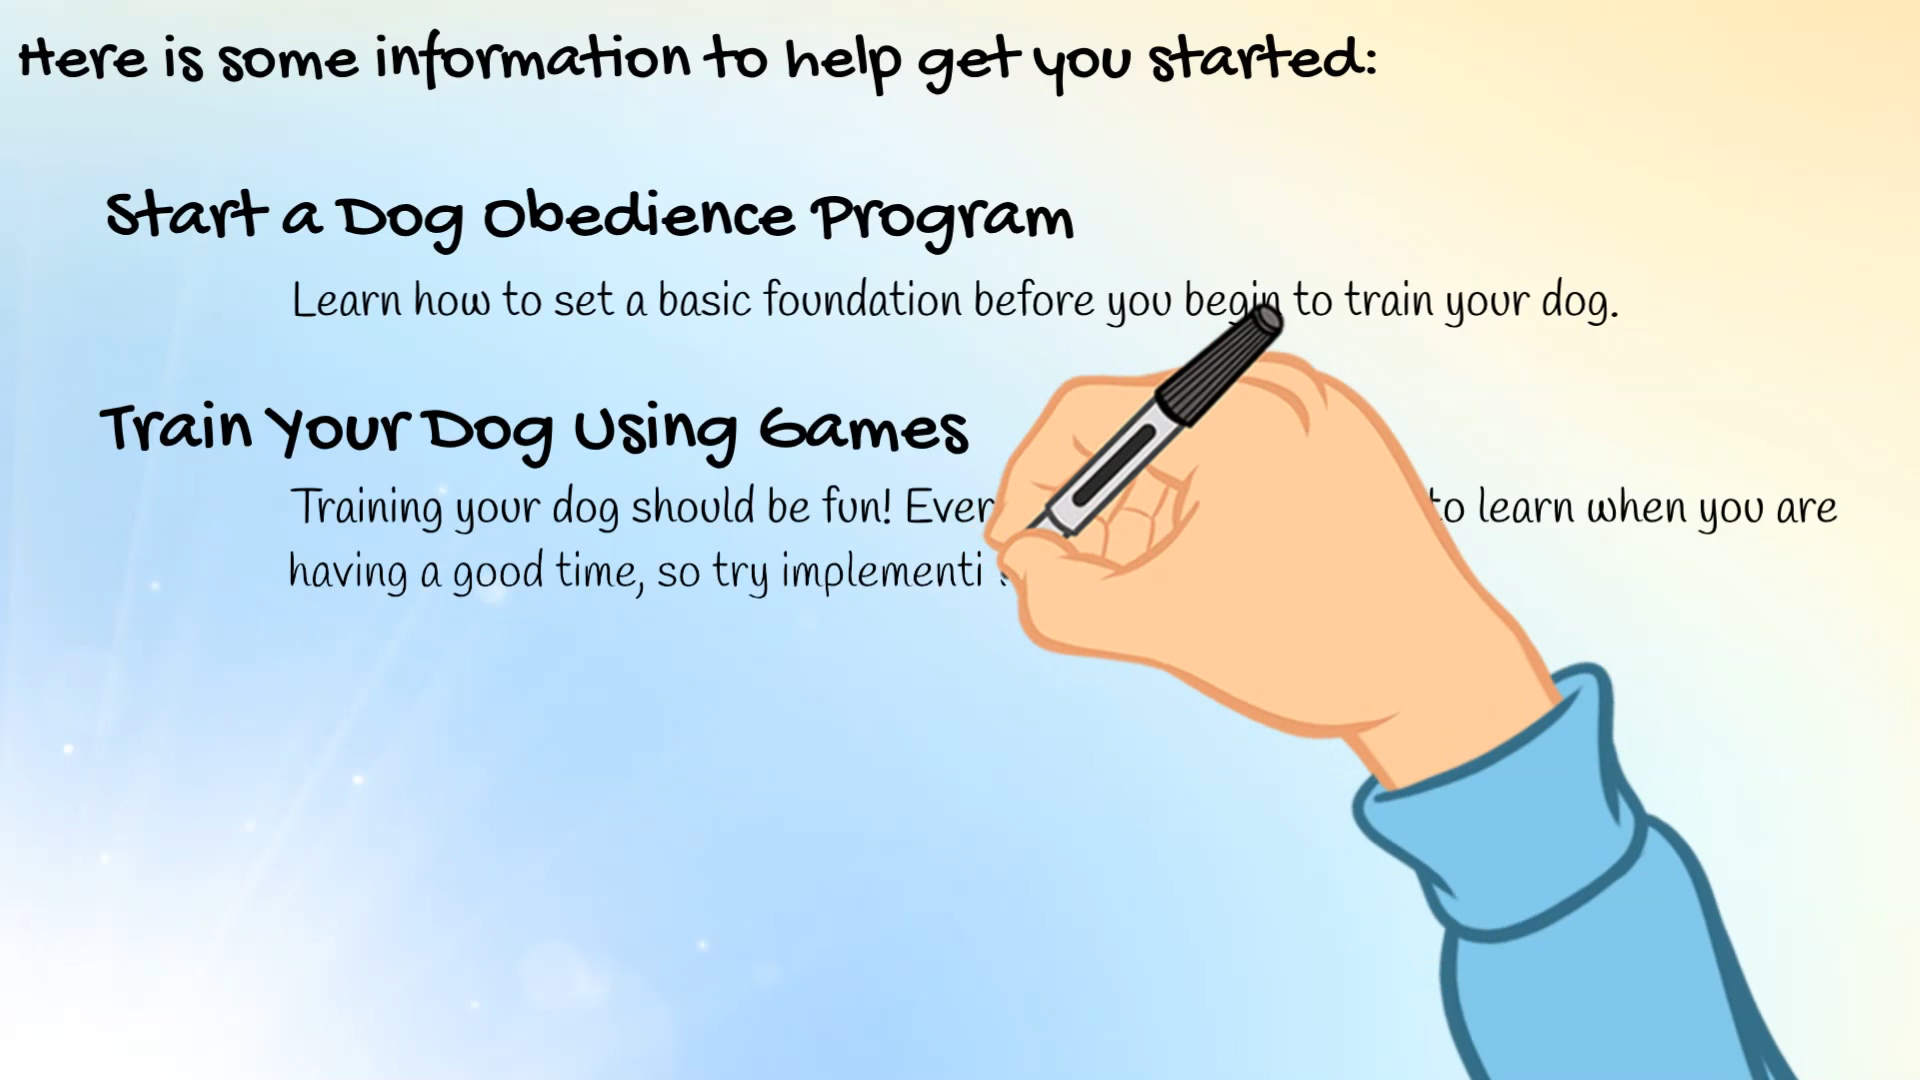 Here is some information to help get you started:
Start a Dog Obedience Program
Learn how to set a basic foundation before you begin to train your dog.
Train Your Dog Using Games
Training your dog should be fun! to learn when you are
having a good time, so try implementi